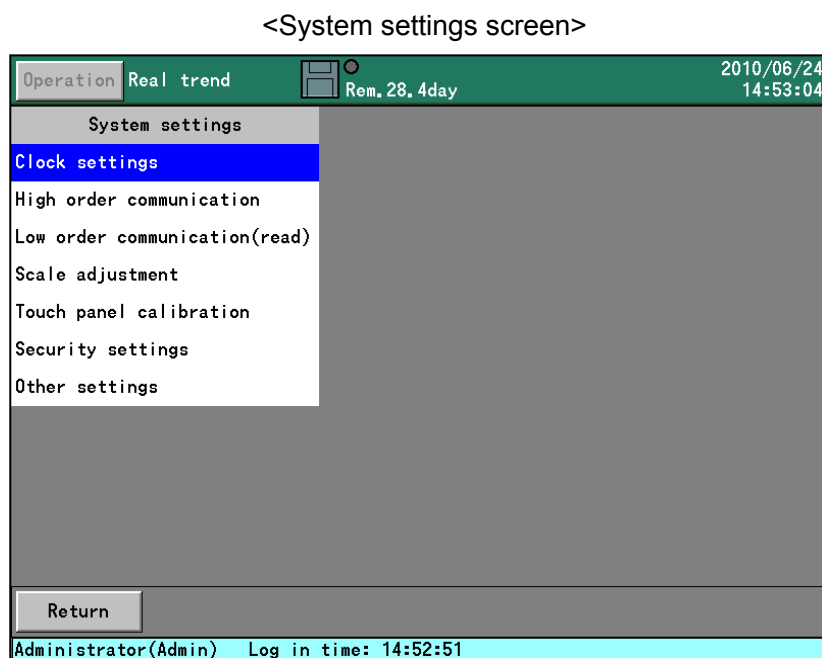 <System settings screen>
Operation Real trend Rem.28.4day 2010/06/24
14:53:04
System settings
Clock settings
High order communication
Low order communication(read)
Scale adjustment
Touch panel calibration
Security settings
Other settings
Return
Administrator(Admin) Log in time: 14:52:51